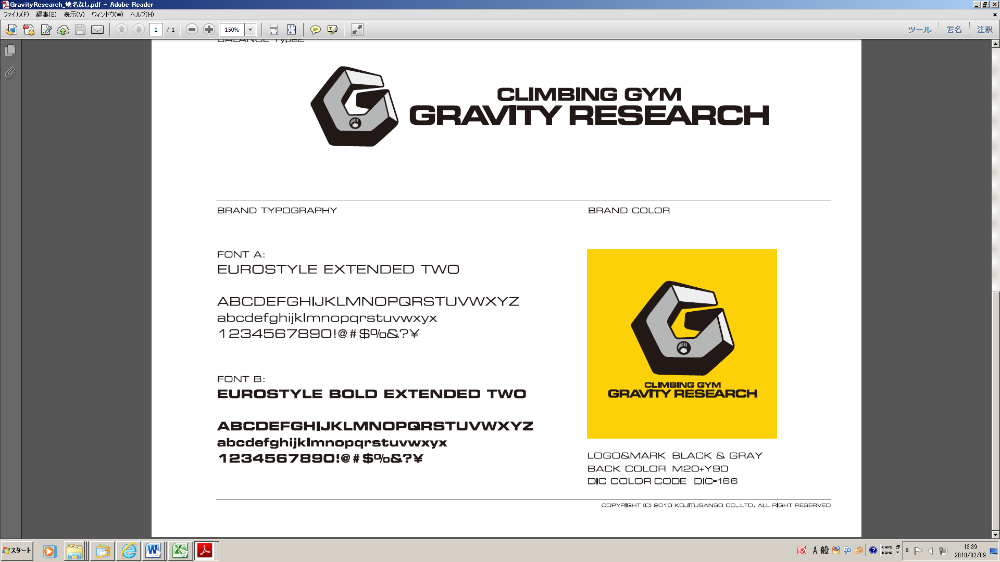 GravityResearch_地名なし.pdf - Adobe Reader
ファイル(F) 編集(E) 表示(V) ウィンドウ(W) ヘルプ(H)
1 / 1 150% ツール 署名 注釈
BALANCE Type2
CLIMBING GYM
GRAVITY RESEARCH
BRAND TYPOGRAPHY
BRAND COLOR
FONT A:
EUROSTYLE EXTENDED TWO
ABCDEFGHIJKLMNOPQRSTUVWXYZ
abcdefghijklmnopqrstuvwxyx
1234567890!@#$%&?¥
FONT B:
EUROSTYLE BOLD EXTENDED TWO
ABCDEFGHIJKLMNOPQRSTUVWXYZ
abcdefghijklmnopqrstuvwxyx
1234567890!@#$%&?¥
CLIMBING GYM
GRAVITY RESEARCH
LOGO&MARK BLACK & GRAY
BACK COLOR M20+Y90
DIC COLOR CODE DIC-166
COPYRIGHT (C) 2010 KOJITUSANSO CO.,LTD. ALL RIGHT RESERVED
スタート
A 般
CAPS
KANA
13:39
2018/02/09